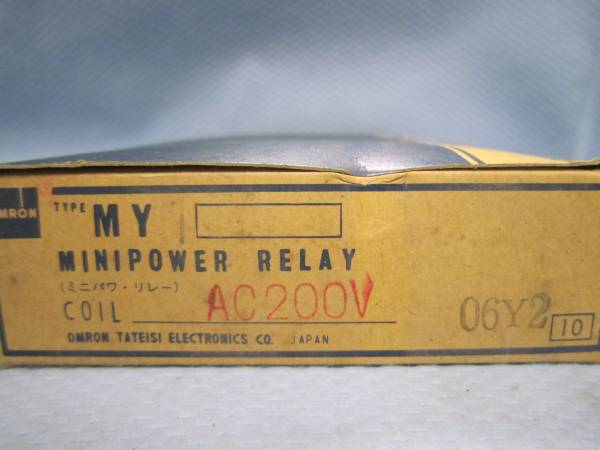 OMRON
TYPE MY
MINIPOWER RELAY
(ミニパワ・リレー)
COIL AC200V
06Y2 10
OMRON TATEISI ELECTRONICS CO. JAPAN